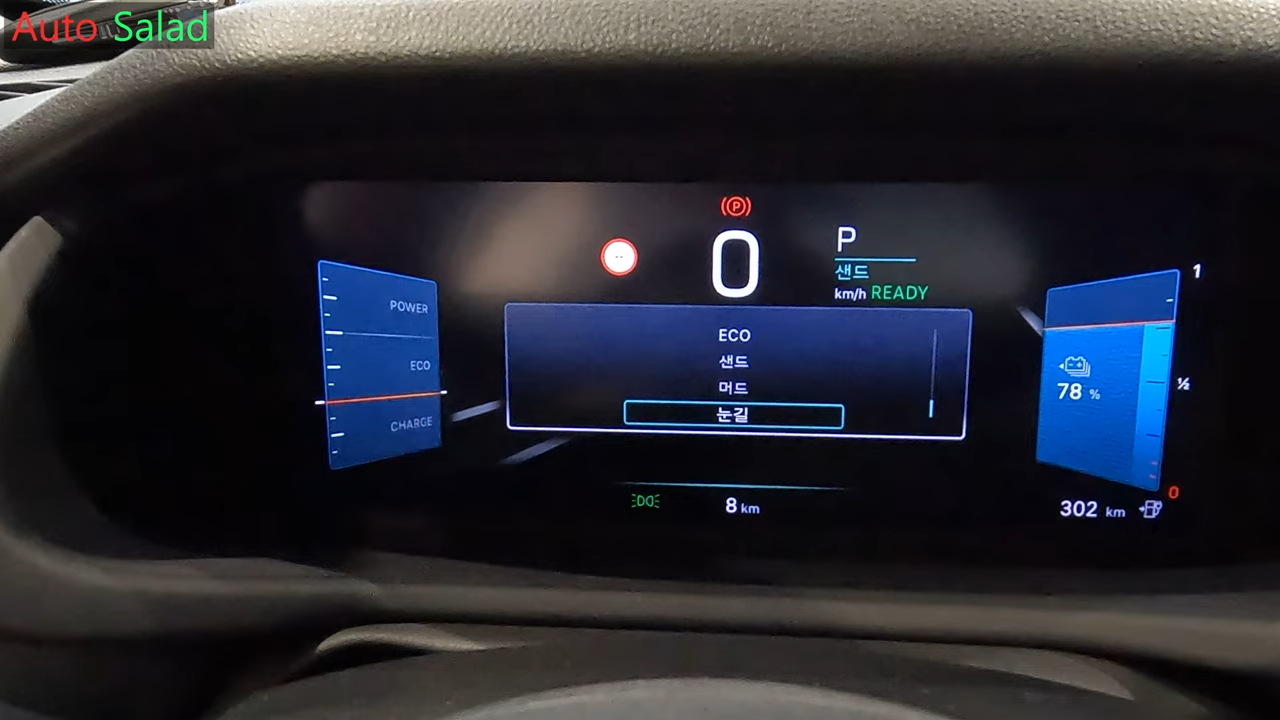 Auto Salad
P
0
P
샌드
km/h READY
1
POWER
ECO
CHARGE
ECO
샌드
머드
눈길
78 %
½
0
8 km
302 km